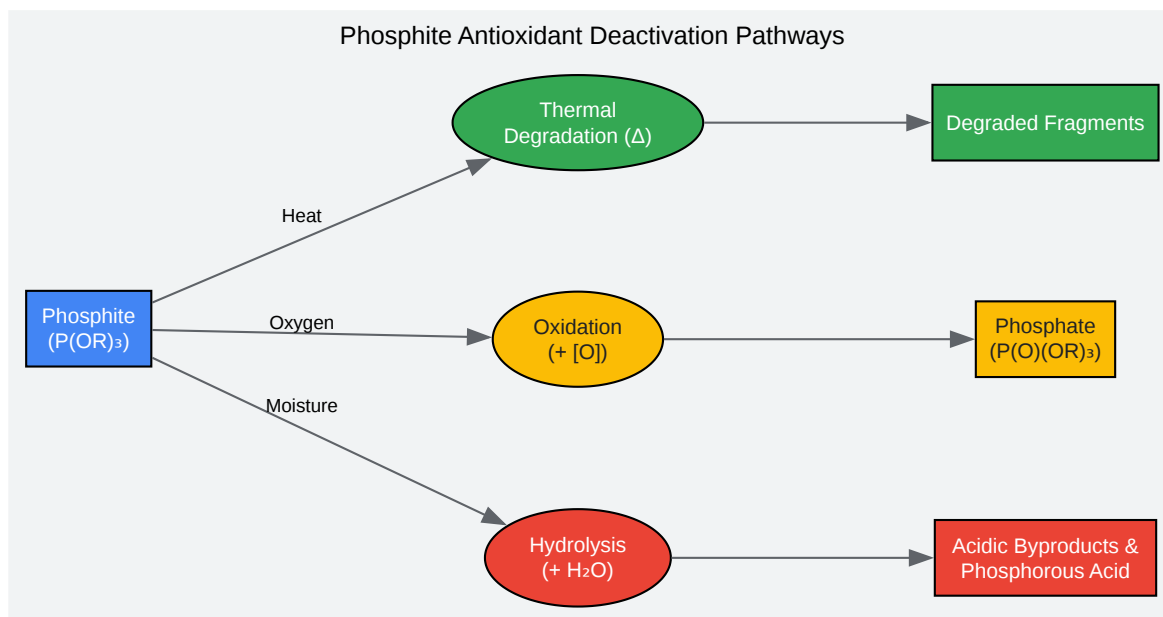 Phosphite Antioxidant Deactivation Pathways
Thermal
Degradation (Δ)
Degraded Fragments
Heat
Phosphite
(P(OR)₃)
Oxygen
Oxidation
(+ [O])
Phosphate
(P(O)(OR)₃)
Moisture
Hydrolysis
(+ H₂O)
Acidic Byproducts &
Phosphorous Acid